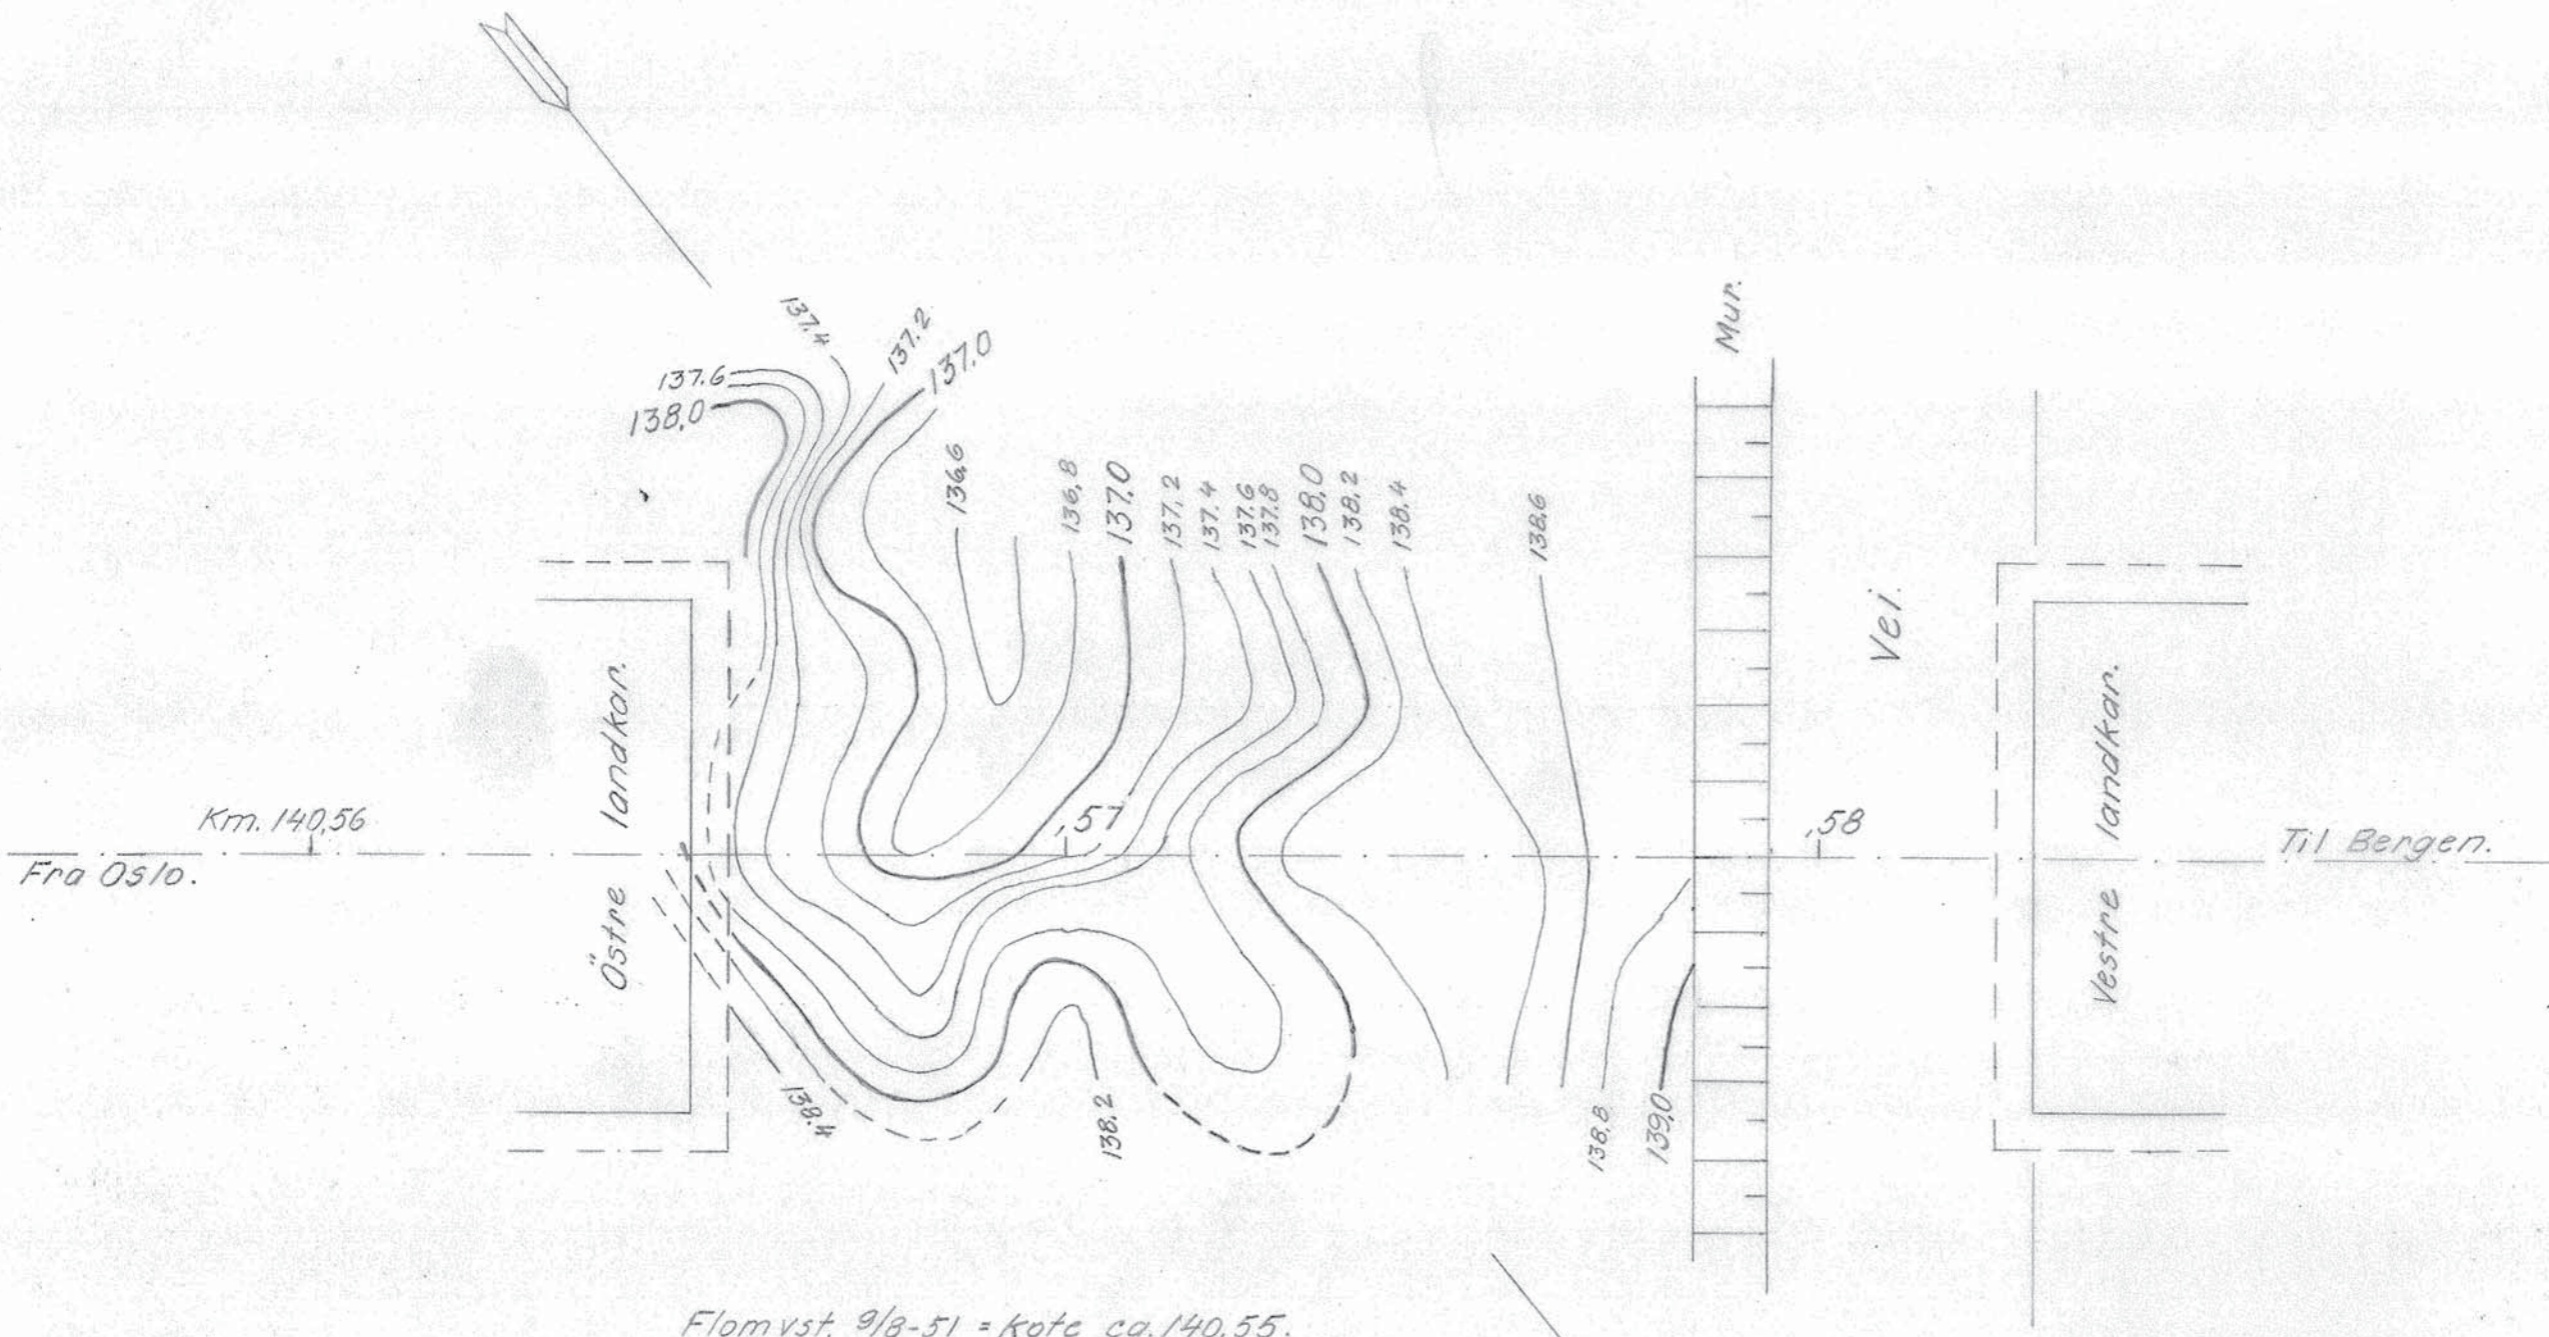 137.4
137.2
137.0
137.6
138,0
Mur.
136,6
136,8
137,0
137,2
137,4
137.6
137.8
138,0
138,2
138,4
138,6
Vei.
Östre landkar.
Vestre landkar.
Km. 140,56
,57
,58
Fra Oslo.
Til Bergen.
138.4
138.2
138,8
139,0
Flomvst. 9/8-51 = kote ca. 140,55.